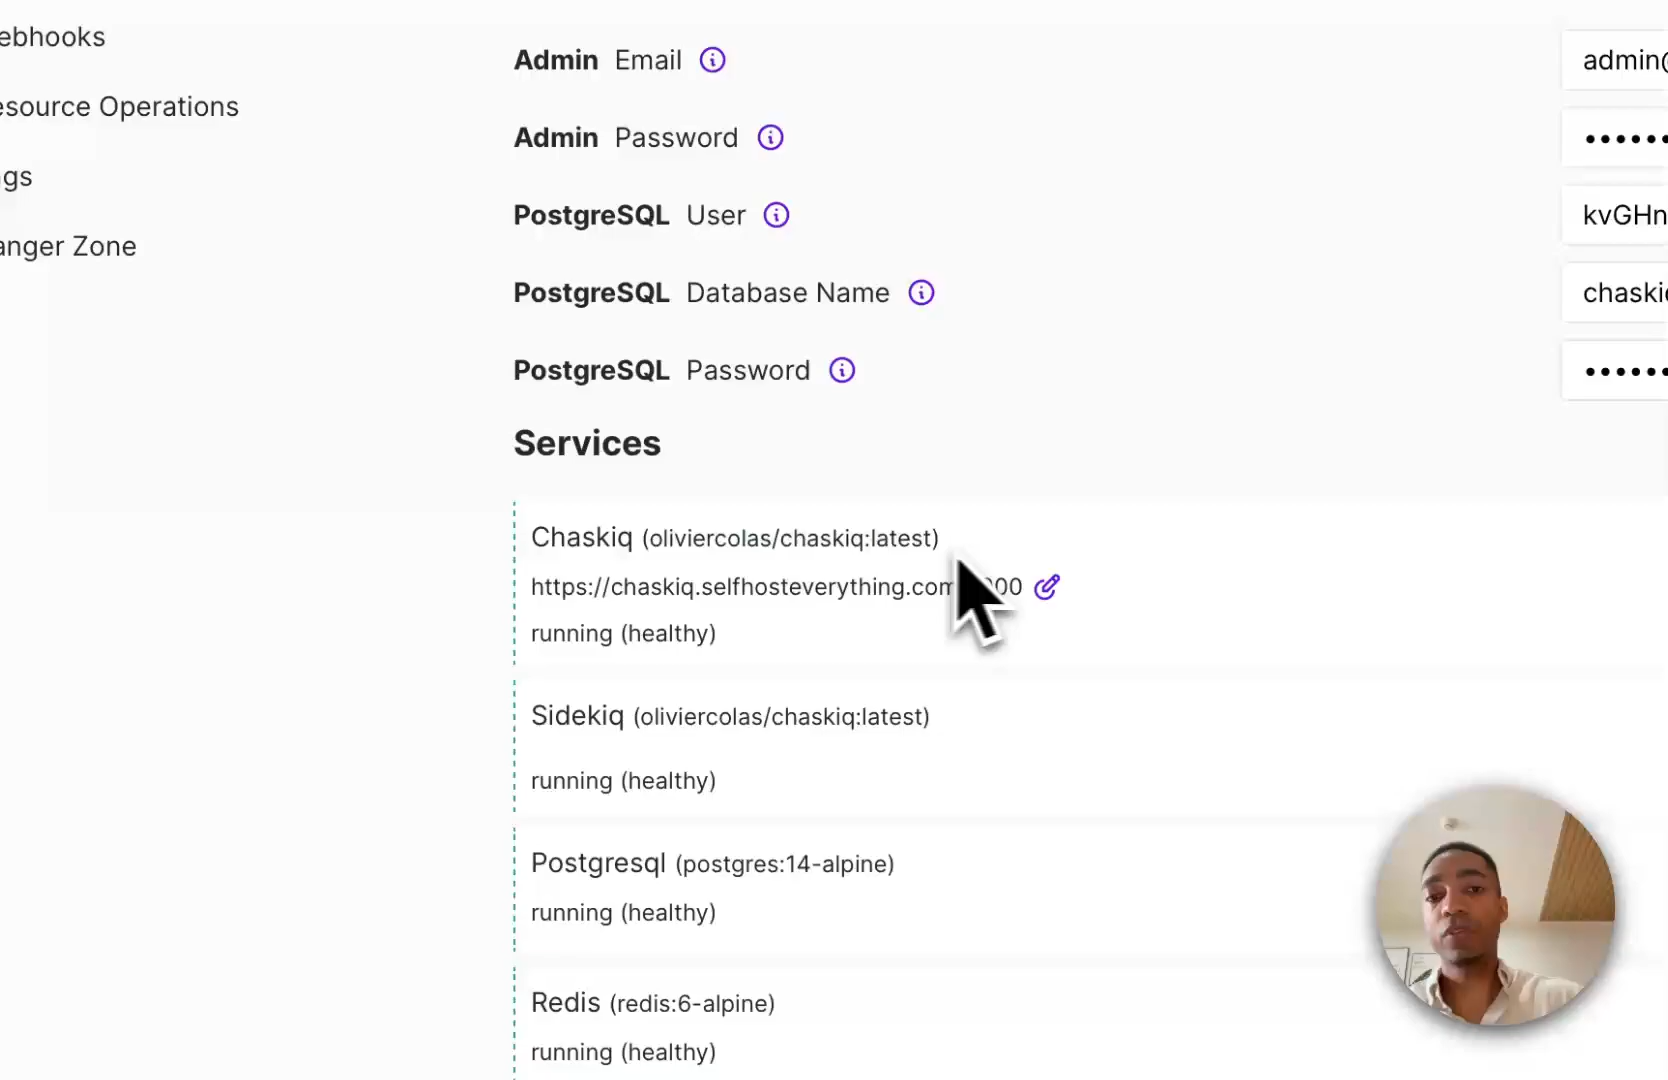 ebhooks
esource Operations
gs
anger Zone
Admin Email
admin@
Admin Password
PostgreSQL User
kvGHn
PostgreSQL Database Name
chaskiq
PostgreSQL Password
Services
Chaskiq (oliviercolas/chaskiq:latest)
https://chaskiq.selfhosteverything.com 00
running (healthy)
Sidekiq (oliviercolas/chaskiq:latest)
running (healthy)
Postgresql (postgres:14-alpine)
running (healthy)
Redis (redis:6-alpine)
running (healthy)